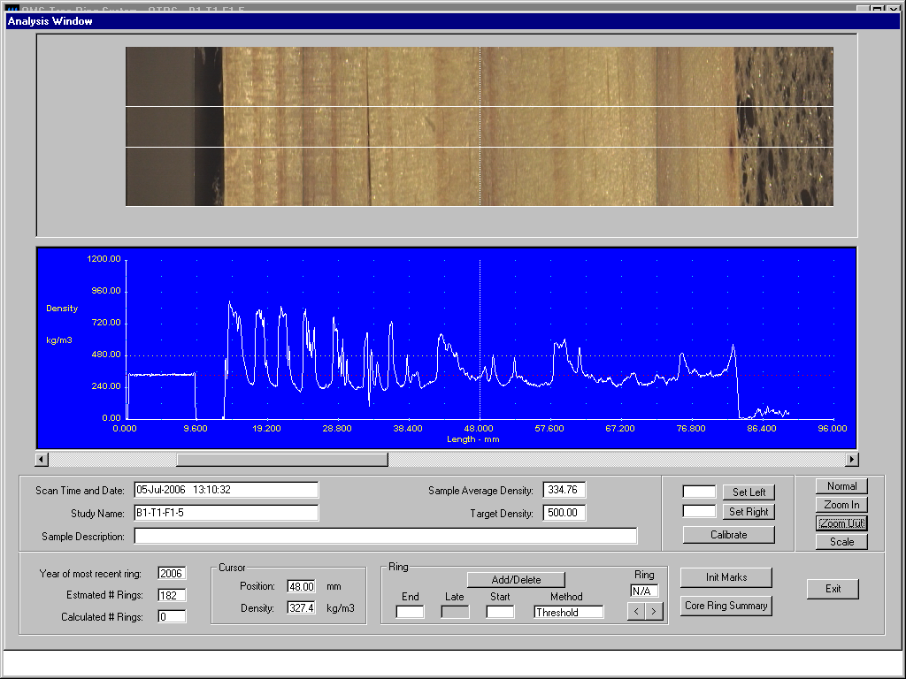 QMS Tree Ring System - QTRS - B1-T1-F1-5
Analysis Window
1200.00
960.00
Density
720.00
kg/m3
480.00
240.00
0.00
0.000 9.600 19.200 28.800 38.400 48.000 57.600 67.200 76.800 86.400 96.000
Length - mm
Scan Time and Date: 05-Jul-2006 13:10:32 Sample Average Density: 334.76 Set Left Normal
Study Name: B1-T1-F1-5 Target Density: 500.00 Set Right Zoom In
Sample Description: Calibrate Zoom Out
Scale
Year of most recent ring: 2006
Estmated # Rings: 182
Calculated # Rings: 0
Cursor
Position: 48.00 mm
Density: 327.4 kg/m3
Ring
Add/Delete Ring
End Late Start Method N/A
Threshold < >
Init Marks
Core Ring Summary
Exit